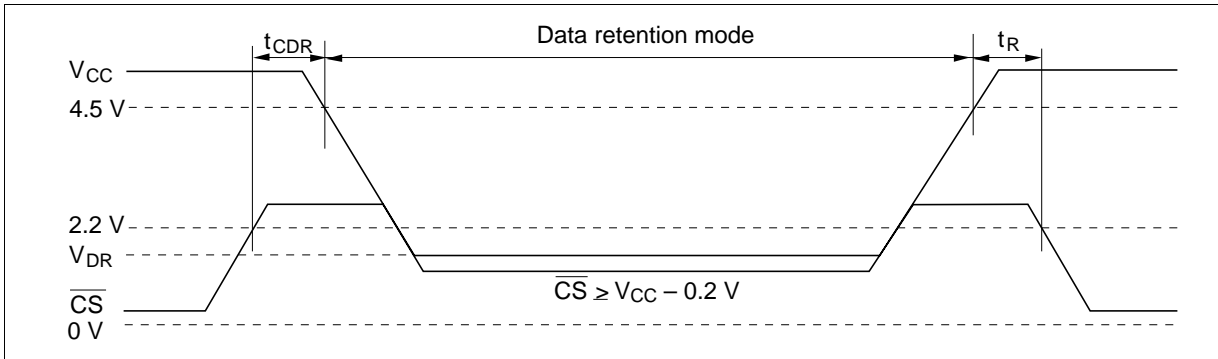 tCDR
Data retention mode
tR
VCC
4.5 V
2.2 V
VDR
CS ≥ VCC – 0.2 V
CS
0 V